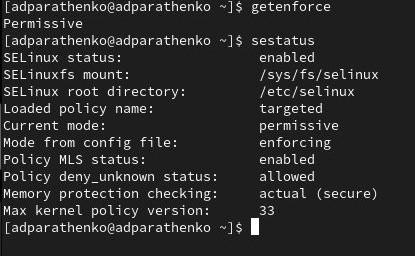 [adparathenko@adparathenko ~]$ getenforce
Permissive
[adparathenko@adparathenko ~]$ sestatus
SELinux status:                 enabled
SELinuxfs mount:                /sys/fs/selinux
SELinux root directory:         /etc/selinux
Loaded policy name:             targeted
Current mode:                   permissive
Mode from config file:          enforcing
Policy MLS status:              enabled
Policy deny_unknown status:     allowed
Memory protection checking:     actual (secure)
Max kernel policy version:      33
[adparathenko@adparathenko ~]$